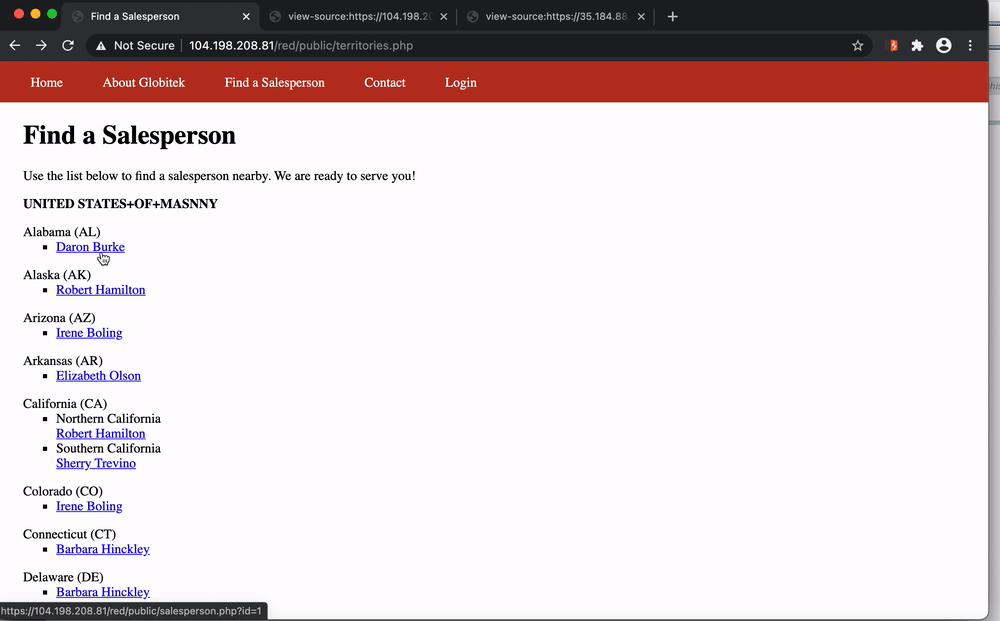 Find a Salesperson
view-source:https://104.198.20
view-source:https://35.184.88
Not Secure 104.198.208.81/red/public/territories.php
Home About Globitek Find a Salesperson Contact Login
Find a Salesperson
Use the list below to find a salesperson nearby. We are ready to serve you!
UNITED STATES+OF+MASNNY
Alabama (AL)
Daron Burke
Alaska (AK)
Robert Hamilton
Arizona (AZ)
Irene Boling
Arkansas (AR)
Elizabeth Olson
California (CA)
Northern California
Robert Hamilton
Southern California
Sherry Trevino
Colorado (CO)
Irene Boling
Connecticut (CT)
Barbara Hinckley
Delaware (DE)
Barbara Hinckley
https://104.198.208.81/red/public/salesperson.php?id=1